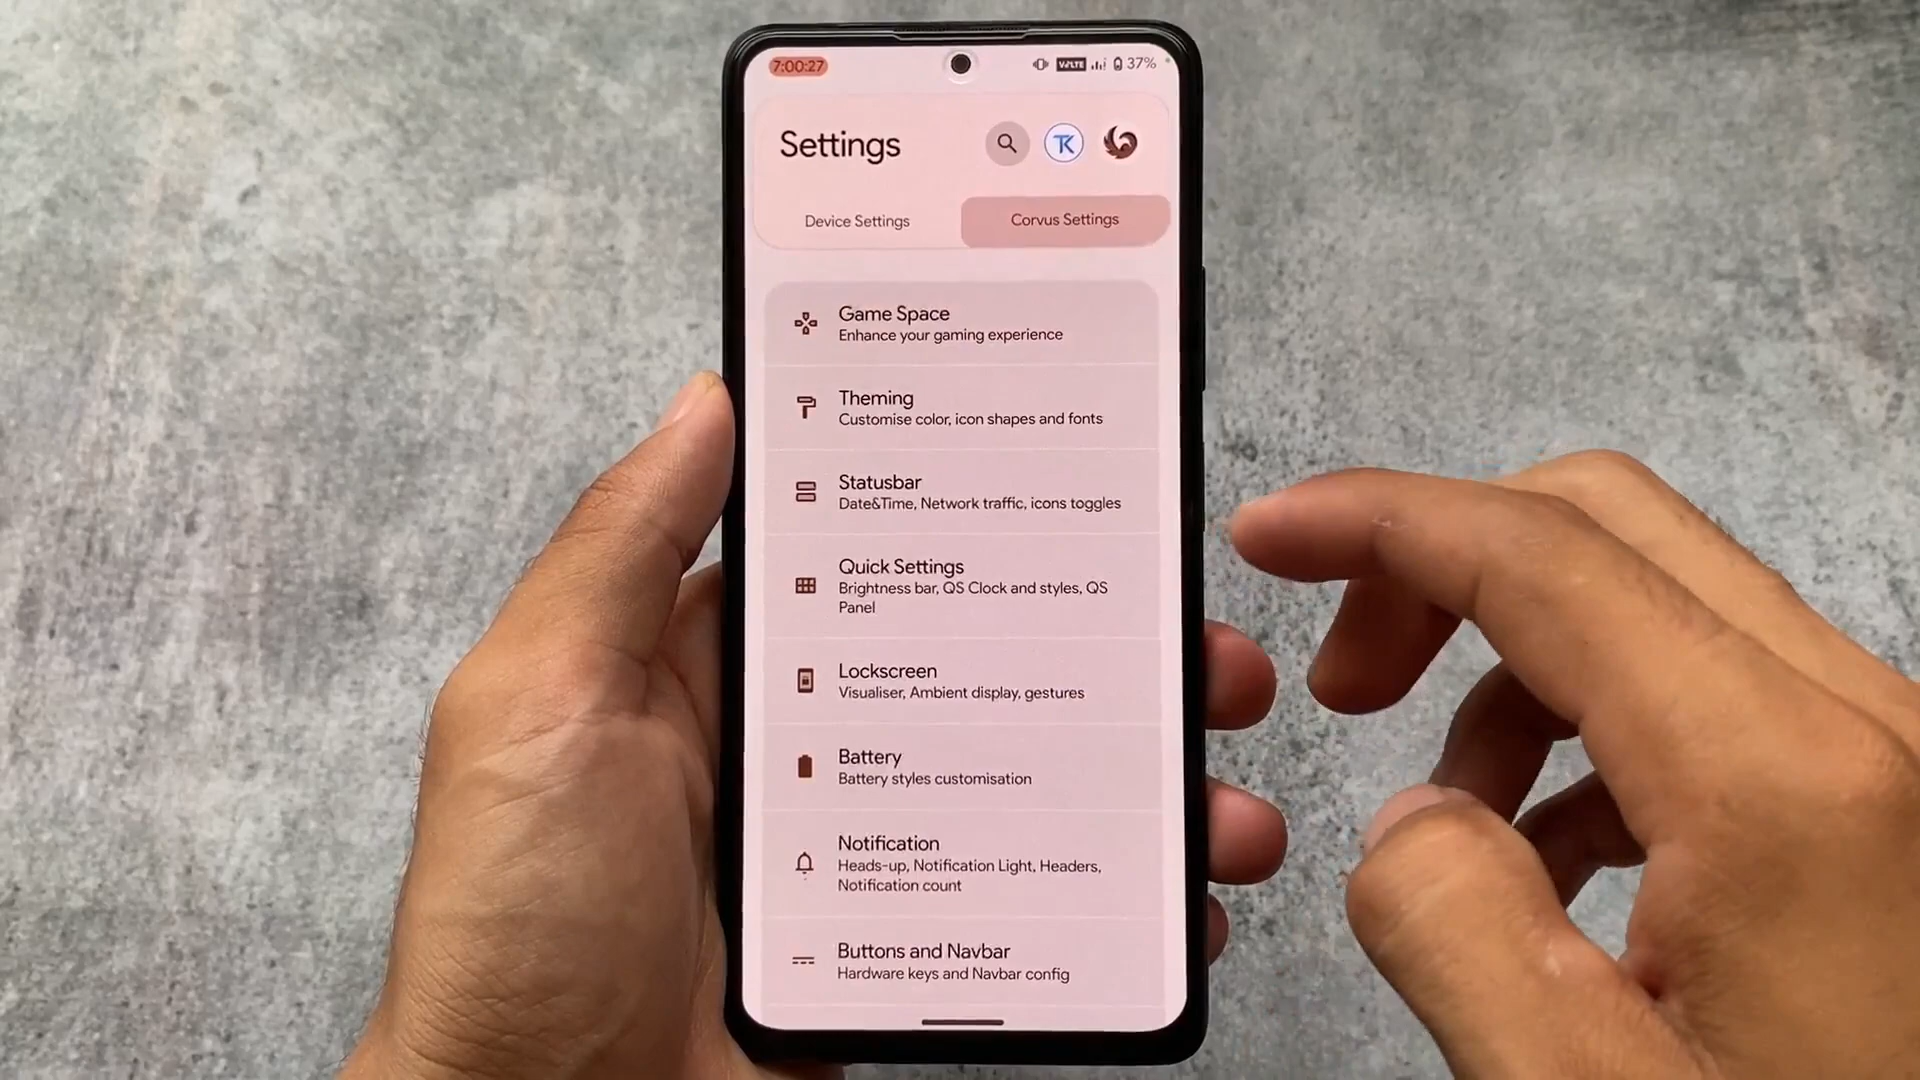 7:00:27
VoLTE
37%
Settings
TK
Device Settings
Corvus Settings
Game Space
Enhance your gaming experience
Theming
Customise color, icon shapes and fonts
Statusbar
Date&Time, Network traffic, icons toggles
Quick Settings
Brightness bar, QS Clock and styles, QS
Panel
Lockscreen
Visualiser, Ambient display, gestures
Battery
Battery styles customisation
Notification
Heads-up, Notification Light, Headers,
Notification count
Buttons and Navbar
Hardware keys and Navbar config